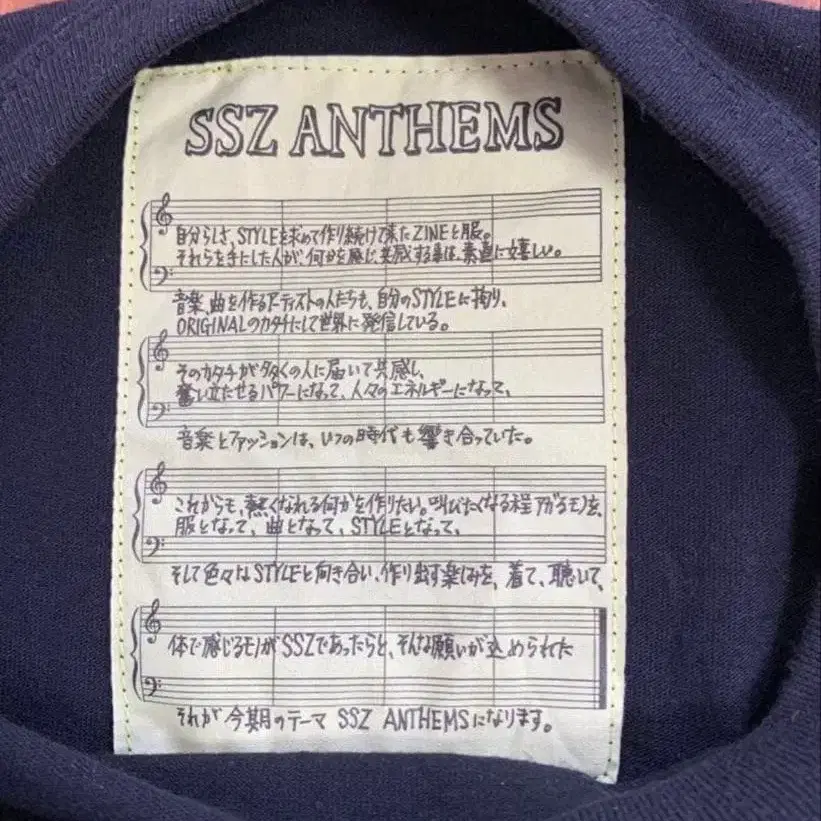 SSZ ANTHEMS
自分らしさ、STYLEを求めて作り続けて来たZINEと服。
それらを手にした人が、何かを感じ、共感する事は、素直に嬉しい。
音楽、曲を作るアーティストの人たちも、自分のSTYLEに拘り、
ORIGINALのカタチにして世界に発信している。
そのカタチが多くの人に届いて共感し、
奮い立たせるパワーになって、人々のエネルギーになって、
音楽とファッションは、いつの時代も響き合っていた。
これからも、熱くなれる何かを作りたい。叫びたくなる程アガるモノを、
服となって、曲となって、STYLEとなって、
そして色々なSTYLEと向き合い、作り出す楽しみを、着て、聴いて、
体で感じるモノがSSZであったらと、そんな願いが込められた
それが今期のテーマ SSZ ANTHEMSになります。